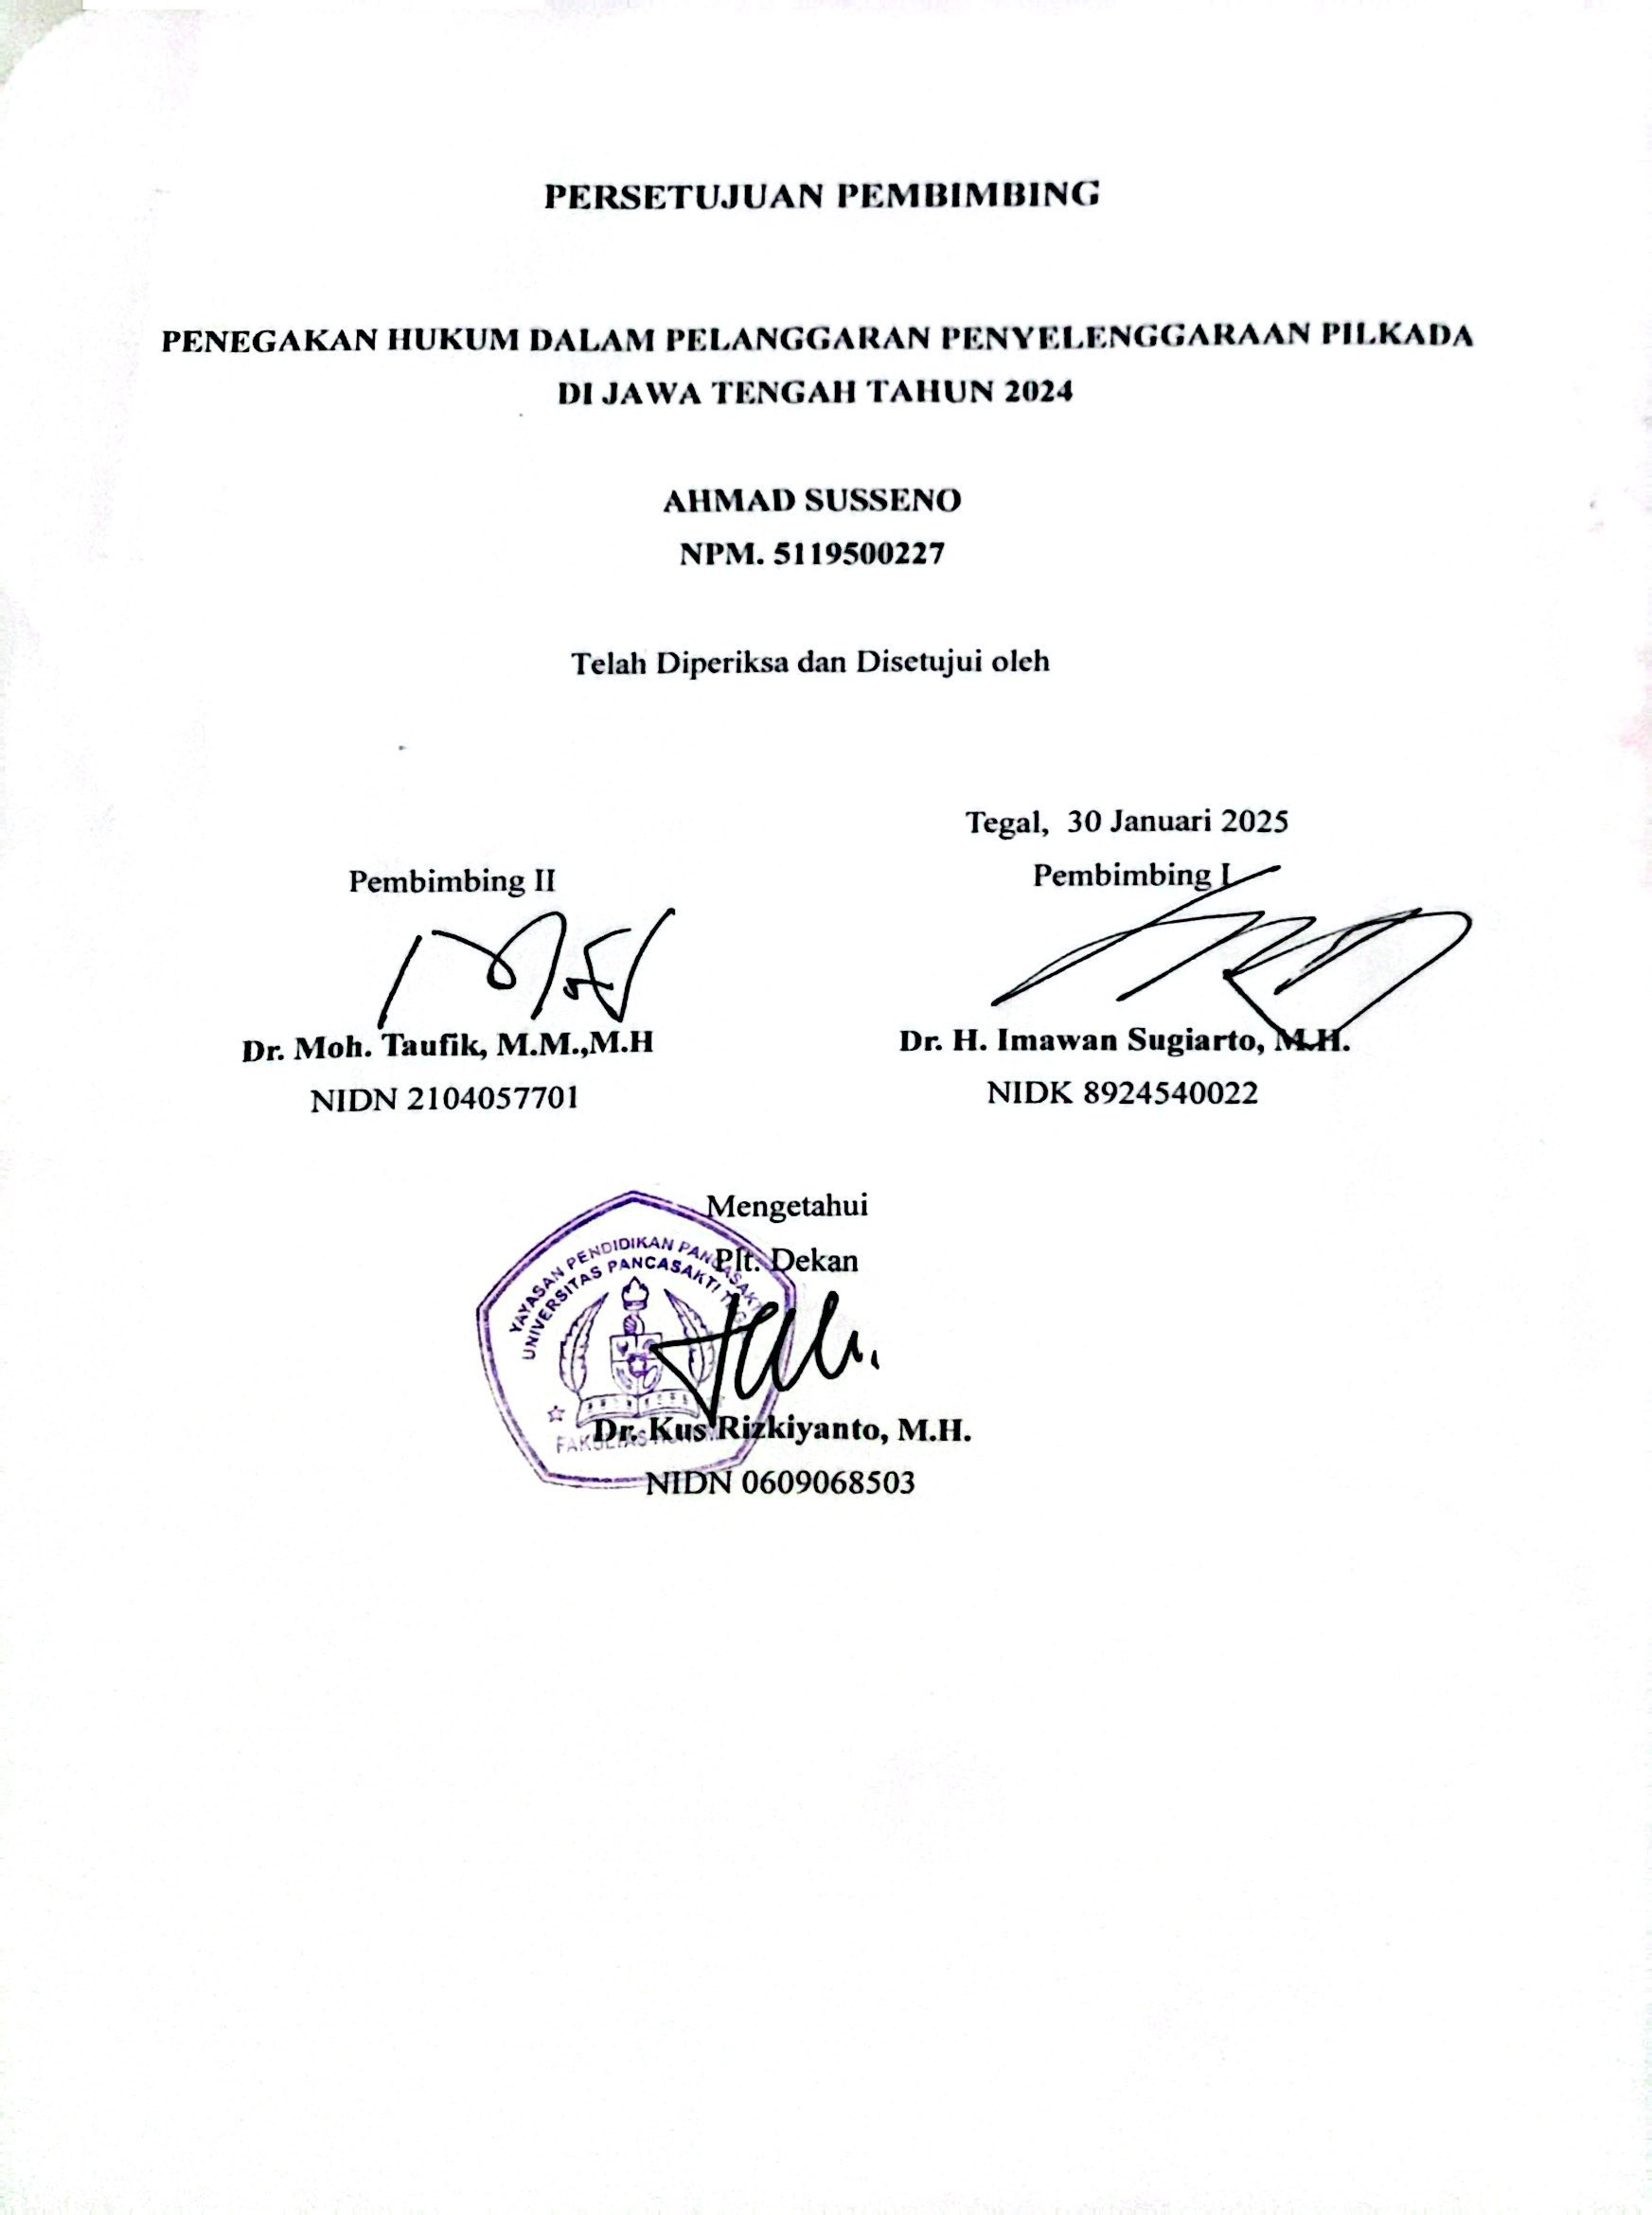 PERSETUJUAN PEMBIMBING
PENEGAKAN HUKUM DALAM PELANGGARAN PENYELENGGARAAN PILKADA
DI JAWA TENGAH TAHUN 2024
AHMAD SUSSENO
NPM. 5119500227
Telah Diperiksa dan Disetujui oleh
Tegal, 30 Januari 2025
Pembimbing II
Pembimbing I
Dr. Moh. Taufik, M.M.,M.H
Dr. H. Imawan Sugiarto, M.H.
NIDN 2104057701
NIDK 8924540022
Mengetahui
Plt. Dekan
YAYASAN PENDIDIKAN PANCASAKTI
UNIVERSITAS PANCASAKTI
FAKULTAS
Dr. Kus Rizkiyanto, M.H.
NIDN 0609068503